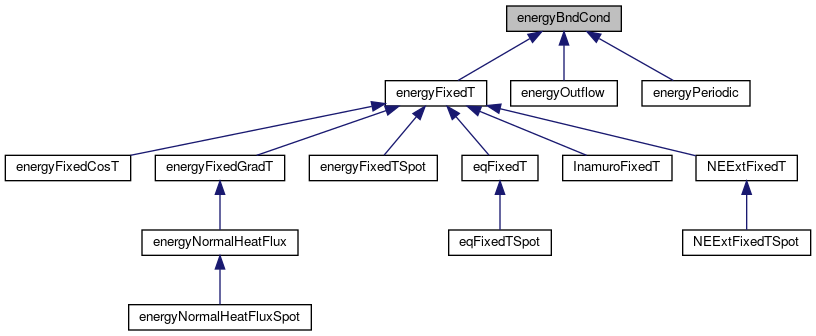 energyBndCond
energyFixedT
energyOutflow
energyPeriodic
energyFixedCosT
energyFixedGradT
energyFixedTSpot
eqFixedT
InamuroFixedT
NEExtFixedT
energyNormalHeatFlux
eqFixedTSpot
NEExtFixedTSpot
energyNormalHeatFluxSpot